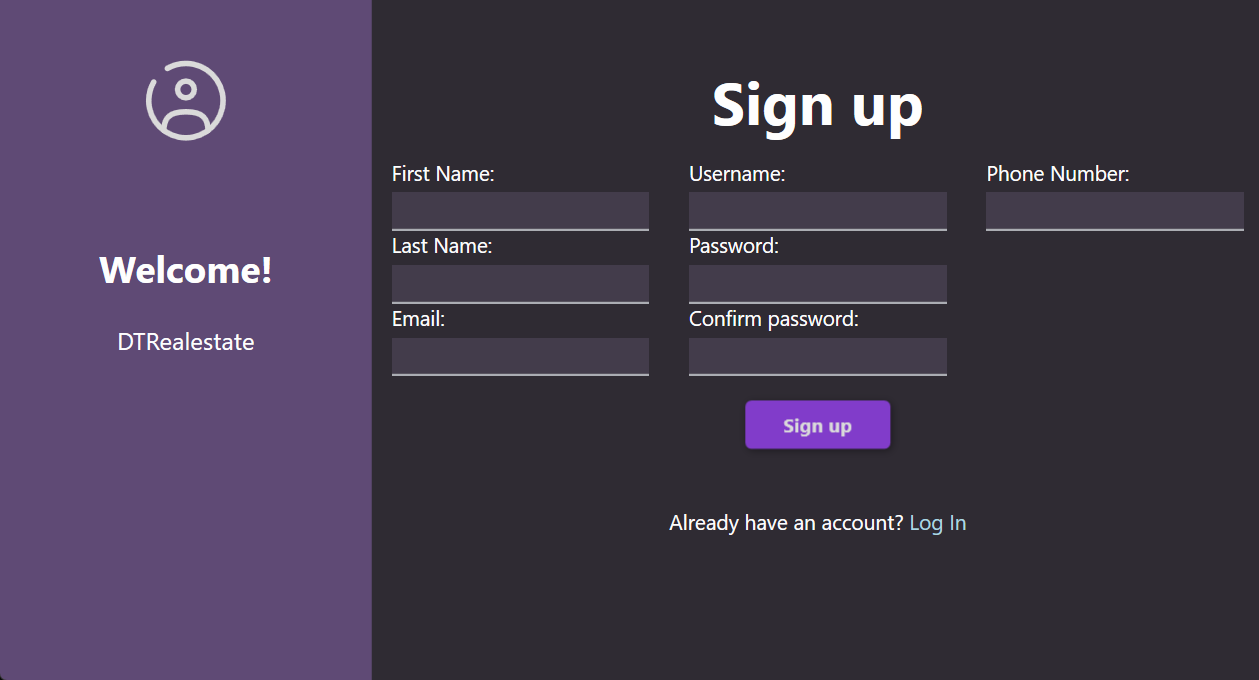 Welcome!
DTRealestate
Sign up
First Name:
Username:
Phone Number:
Last Name:
Password:
Email:
Confirm password:
Sign up
Already have an account? Log In